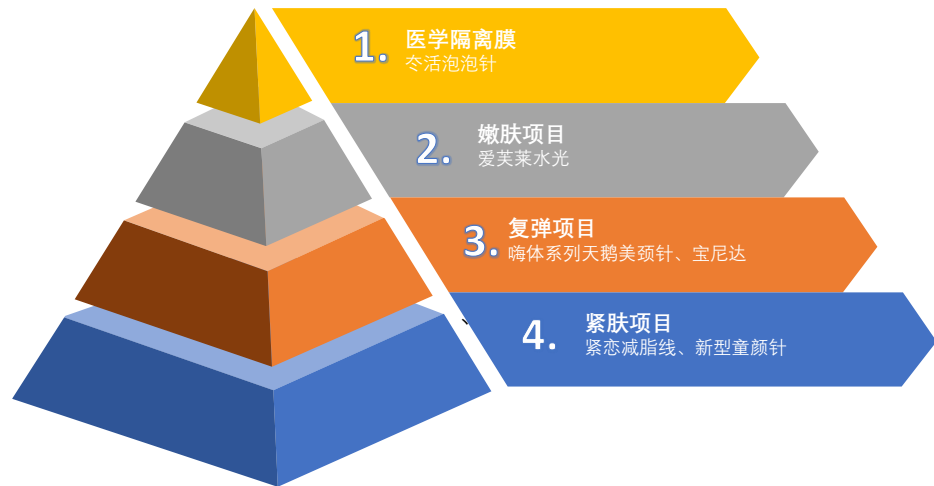 1.
医学隔离膜
冭活泡泡针
2.
嫩肤项目
爱芙莱水光
3.
复弹项目
嗨体系列天鹅美颈针、宝尼达
4.
紧肤项目
紧恋减脂线、新型童颜针